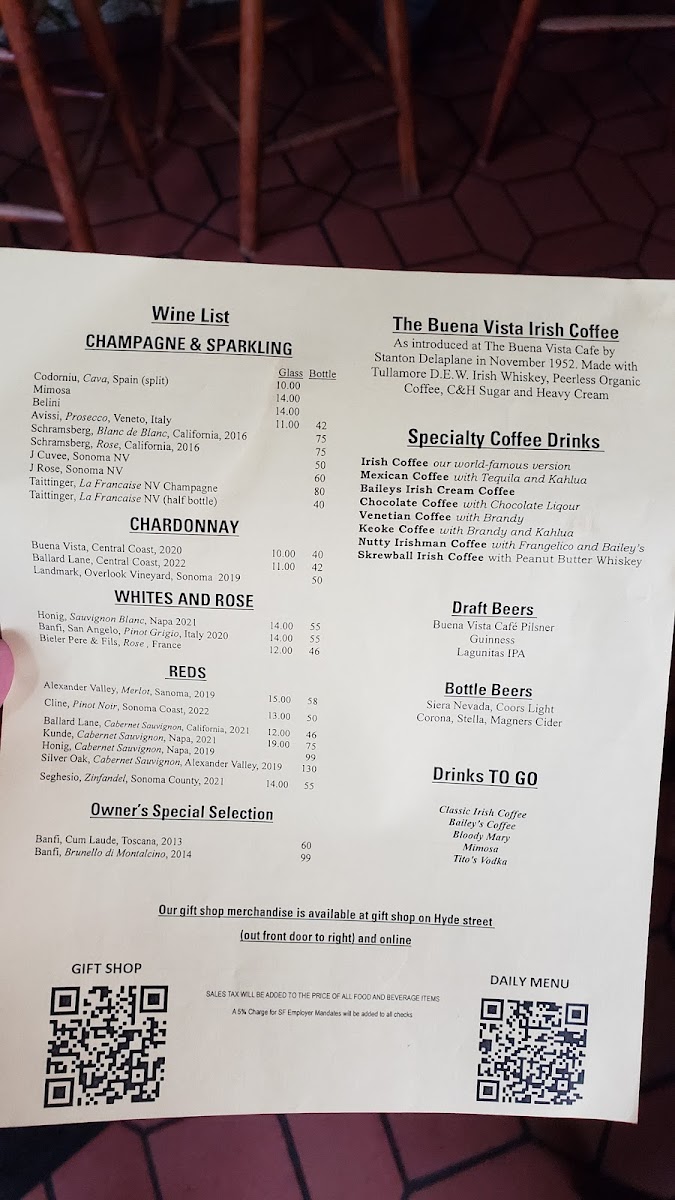 Wine List
CHAMPAGNE & SPARKLING
Glass Bottle
Codorniu, Cava, Spain (split) 10.00
Mimosa 14.00
Belini 14.00
Avissi, Prosecco, Veneto, Italy 11.00 42
Schramsberg, Blanc de Blanc, California, 2016 75
Schramsberg, Rose, California, 2016 75
J Cuvee, Sonoma NV 50
J Rose, Sonoma NV 60
Taittinger, La Francaise NV Champagne 80
Taittinger, La Francaise NV (half bottle) 40
CHARDONNAY
Buena Vista, Central Coast, 2020 10.00 40
Ballard Lane, Central Coast, 2022 11.00 42
Landmark, Overlook Vineyard, Sonoma 2019 50
WHITES AND ROSE
Honig, Sauvignon Blanc, Napa 2021 14.00 55
Banfi, San Angelo, Pinot Grigio, Italy 2020 14.00 55
Bieler Pere & Fils, Rose , France 12.00 46
REDS
Alexander Valley, Merlot, Sanoma, 2019 15.00 58
Cline, Pinot Noir, Sonoma Coast, 2022 13.00 50
Ballard Lane, Cabernet Sauvignon, California, 2021 12.00 46
Kunde, Cabernet Sauvignon, Napa, 2021 19.00 75
Honig, Cabernet Sauvignon, Napa, 2019 99
Silver Oak, Cabernet Sauvignon, Alexander Valley, 2019 130
Seghesio, Zinfandel, Sonoma County, 2021 14.00 55
Owner's Special Selection
Banfi, Cum Laude, Toscana, 2013 60
Banfi, Brunello di Montalcino, 2014 99
The Buena Vista Irish Coffee
As introduced at The Buena Vista Cafe by
Stanton Delaplane in November 1952. Made with
Tullamore D.E.W. Irish Whiskey, Peerless Organic
Coffee, C&H Sugar and Heavy Cream
Specialty Coffee Drinks
Irish Coffee our world-famous version
Mexican Coffee with Tequila and Kahlua
Baileys Irish Cream Coffee
Chocolate Coffee with Chocolate Liqour
Venetian Coffee with Brandy
Keoke Coffee with Brandy and Kahlua
Nutty Irishman Coffee with Frangelico and Bailey's
Skrewball Irish Coffee with Peanut Butter Whiskey
Draft Beers
Buena Vista Café Pilsner
Guinness
Lagunitas IPA
Bottle Beers
Siera Nevada, Coors Light
Corona, Stella, Magners Cider
Drinks TO GO
Classic Irish Coffee
Bailey's Coffee
Bloody Mary
Mimosa
Tito's Vodka
Our gift shop merchandise is available at gift shop on Hyde street
(out front door to right) and online
GIFT SHOP
SALES TAX WILL BE ADDED TO THE PRICE OF ALL FOOD AND BEVERAGE ITEMS
A 5% Charge for SF Employer Mandates will be added to all checks
DAILY MENU